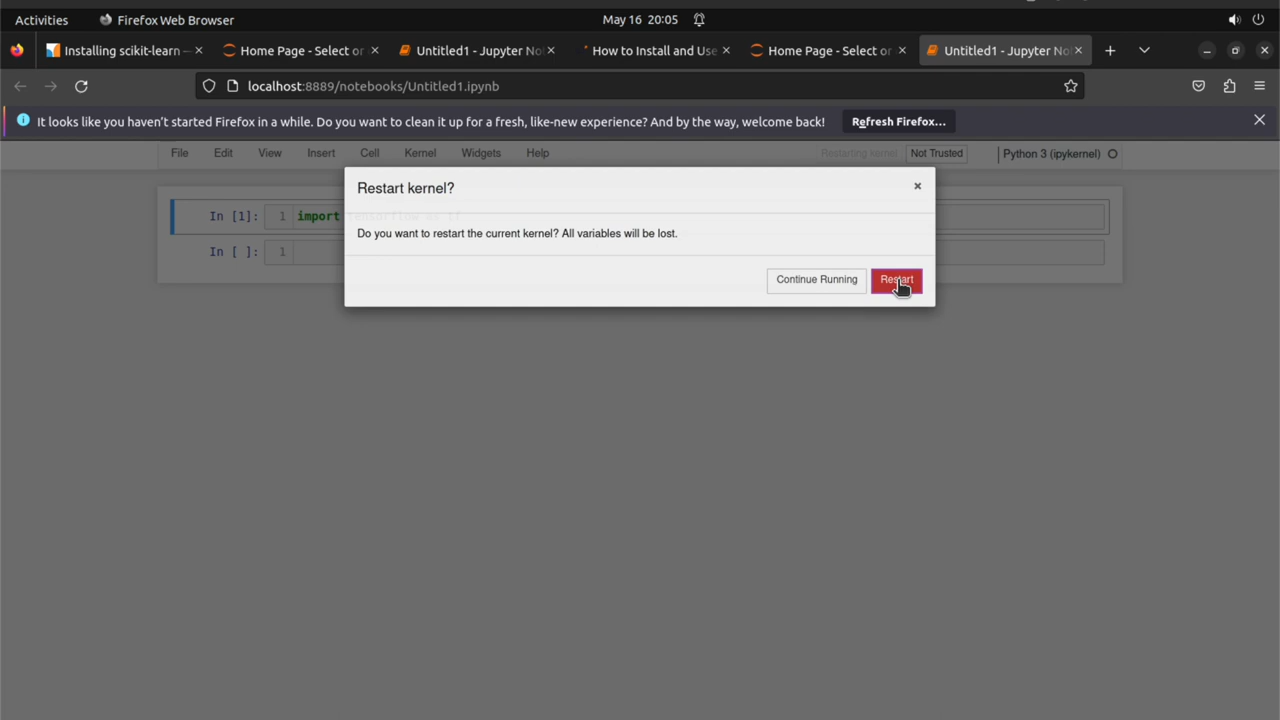 Activities Firefox Web Browser May 16 20:05
Installing scikit-learn — × Home Page - Select or × Untitled1 - Jupyter No × How to Install and Use × Home Page - Select or × Untitled1 - Jupyter No × +
localhost:8889/notebooks/Untitled1.ipynb
It looks like you haven't started Firefox in a while. Do you want to clean it up for a fresh, like-new experience? And by the way, welcome back! Refresh Firefox...
File Edit View Insert Cell Kernel Widgets Help Restarting kernel Not Trusted Python 3 (ipykernel)
Restart kernel? ×
In [1]: 1 import tensorflow as tf
Do you want to restart the current kernel? All variables will be lost.
In [ ]: 1
Continue Running Restart